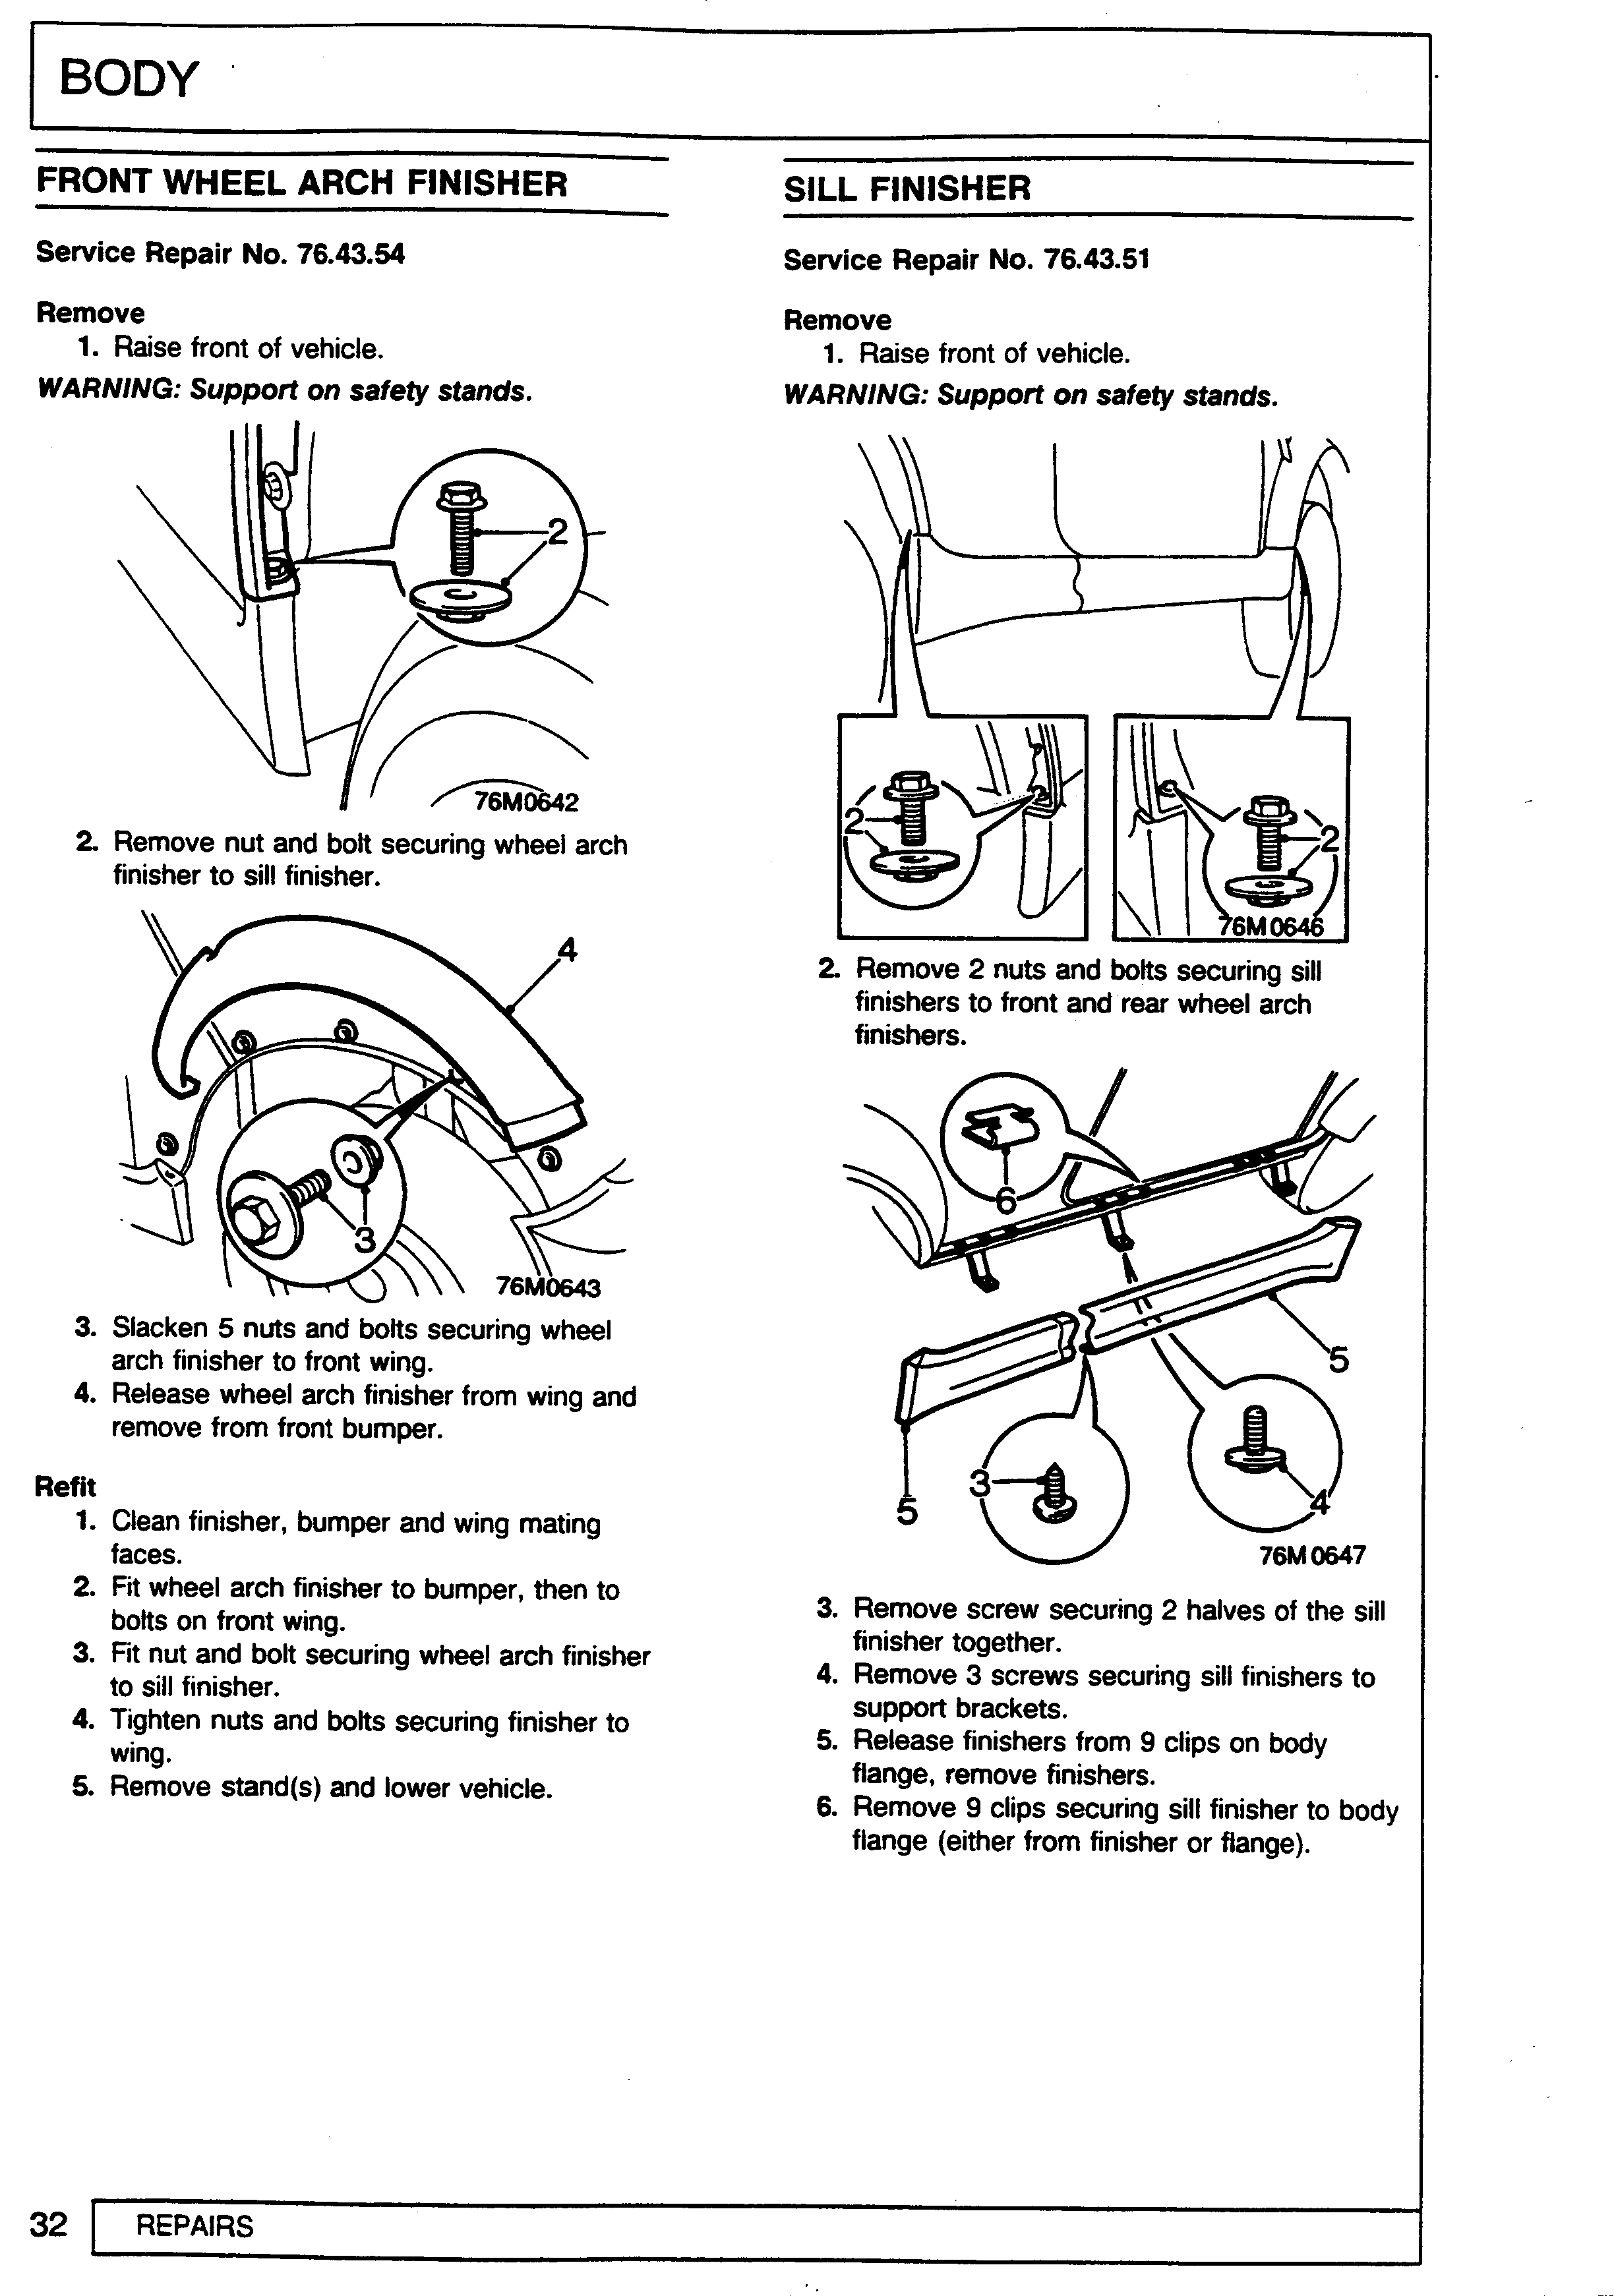 BODY
FRONT WHEEL ARCH FINISHER
Service Repair No. 76.43.54
Remove
1. Raise front of vehicle.
WARNING: Support on safety stands.
2
76M0642
2. Remove nut and bolt securing wheel arch
finisher to sill finisher.
4
3
76M0643
3. Slacken 5 nuts and bolts securing wheel
arch finisher to front wing.
4. Release wheel arch finisher from wing and
remove from front bumper.
Refit
1. Clean finisher, bumper and wing mating
faces.
2. Fit wheel arch finisher to bumper, then to
bolts on front wing.
3. Fit nut and bolt securing wheel arch finisher
to sill finisher.
4. Tighten nuts and bolts securing finisher to
wing.
5. Remove stand(s) and lower vehicle.
SILL FINISHER
Service Repair No. 76.43.51
Remove
1. Raise front of vehicle.
WARNING: Support on safety stands.
2
2
76M 0646
2. Remove 2 nuts and bolts securing sill
finishers to front and rear wheel arch
finishers.
6
5
3
5
4
76M 0647
3. Remove screw securing 2 halves of the sill
finisher together.
4. Remove 3 screws securing sill finishers to
support brackets.
5. Release finishers from 9 clips on body
flange, remove finishers.
6. Remove 9 clips securing sill finisher to body
flange (either from finisher or flange).
32
REPAIRS